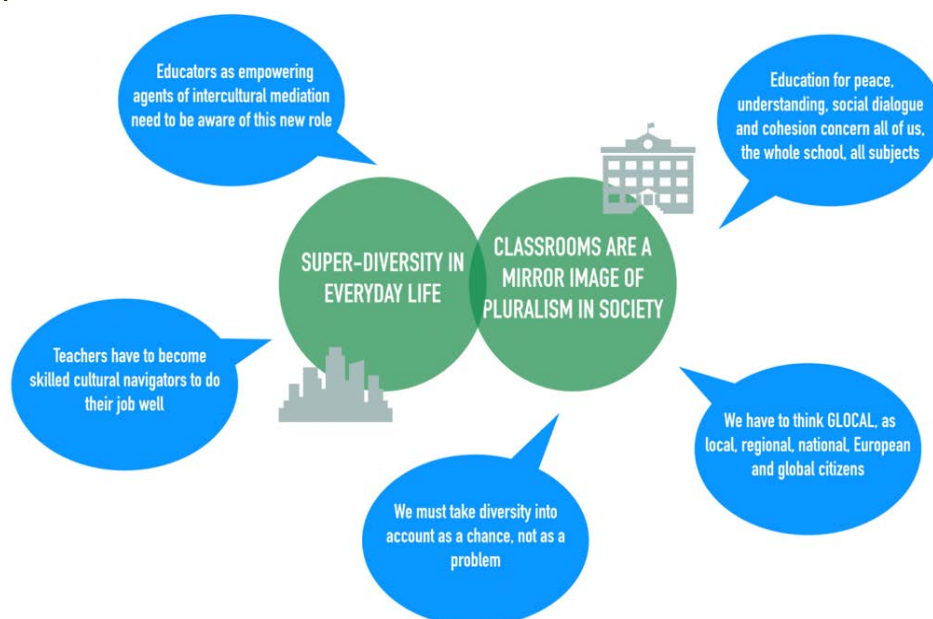 Educators as empowering
agents of intercultural mediation
need to be aware of this new role
Education for peace,
understanding, social dialogue
and cohesion concern all of us,
the whole school, all subjects
SUPER-DIVERSITY IN
EVERYDAY LIFE
CLASSROOMS ARE A
MIRROR IMAGE OF
PLURALISM IN SOCIETY
Teachers have to become
skilled cultural navigators to do
their job well
We have to think GLOCAL, as
local, regional, national, European
and global citizens
We must take diversity into
account as a chance, not as a
problem